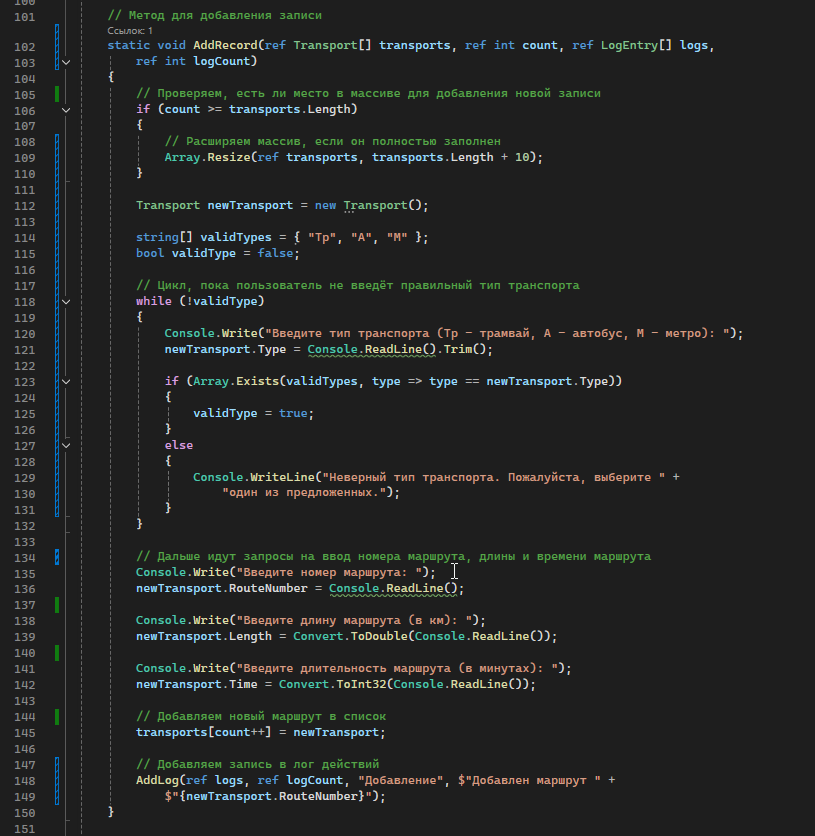 100
101 // Метод для добавления записи
Ссылок: 1
102 static void AddRecord(ref Transport[] transports, ref int count, ref LogEntry[] logs,
103 ref int logCount)
104 {
105 // Проверяем, есть ли место в массиве для добавления новой записи
106 if (count >= transports.Length)
107 {
108 // Расширяем массив, если он полностью заполнен
109 Array.Resize(ref transports, transports.Length + 10);
110 }
111
112 Transport newTransport = new Transport();
113
114 string[] validTypes = { "Тр", "А", "М" };
115 bool validType = false;
116
117 // Цикл, пока пользователь не введёт правильный тип транспорта
118 while (!validType)
119 {
120 Console.Write("Введите тип транспорта (Тр - трамвай, А - автобус, М - метро): ");
121 newTransport.Type = Console.ReadLine().Trim();
122
123 if (Array.Exists(validTypes, type => type == newTransport.Type))
124 {
125 validType = true;
126 }
127 else
128 {
129 Console.WriteLine("Неверный тип транспорта. Пожалуйста, выберите " +
130 "один из предложенных.");
131 }
132 }
133
134 // Дальше идут запросы на ввод номера маршрута, длины и времени маршрута
135 Console.Write("Введите номер маршрута: ");
136 newTransport.RouteNumber = Console.ReadLine();
137
138 Console.Write("Введите длину маршрута (в км): ");
139 newTransport.Length = Convert.ToDouble(Console.ReadLine());
140
141 Console.Write("Введите длительность маршрута (в минутах): ");
142 newTransport.Time = Convert.ToInt32(Console.ReadLine());
143
144 // Добавляем новый маршрут в список
145 transports[count++] = newTransport;
146
147 // Добавляем запись в лог действий
148 AddLog(ref logs, ref logCount, "Добавление", $"Добавлен маршрут " +
149 $"{newTransport.RouteNumber}");
150 }
151